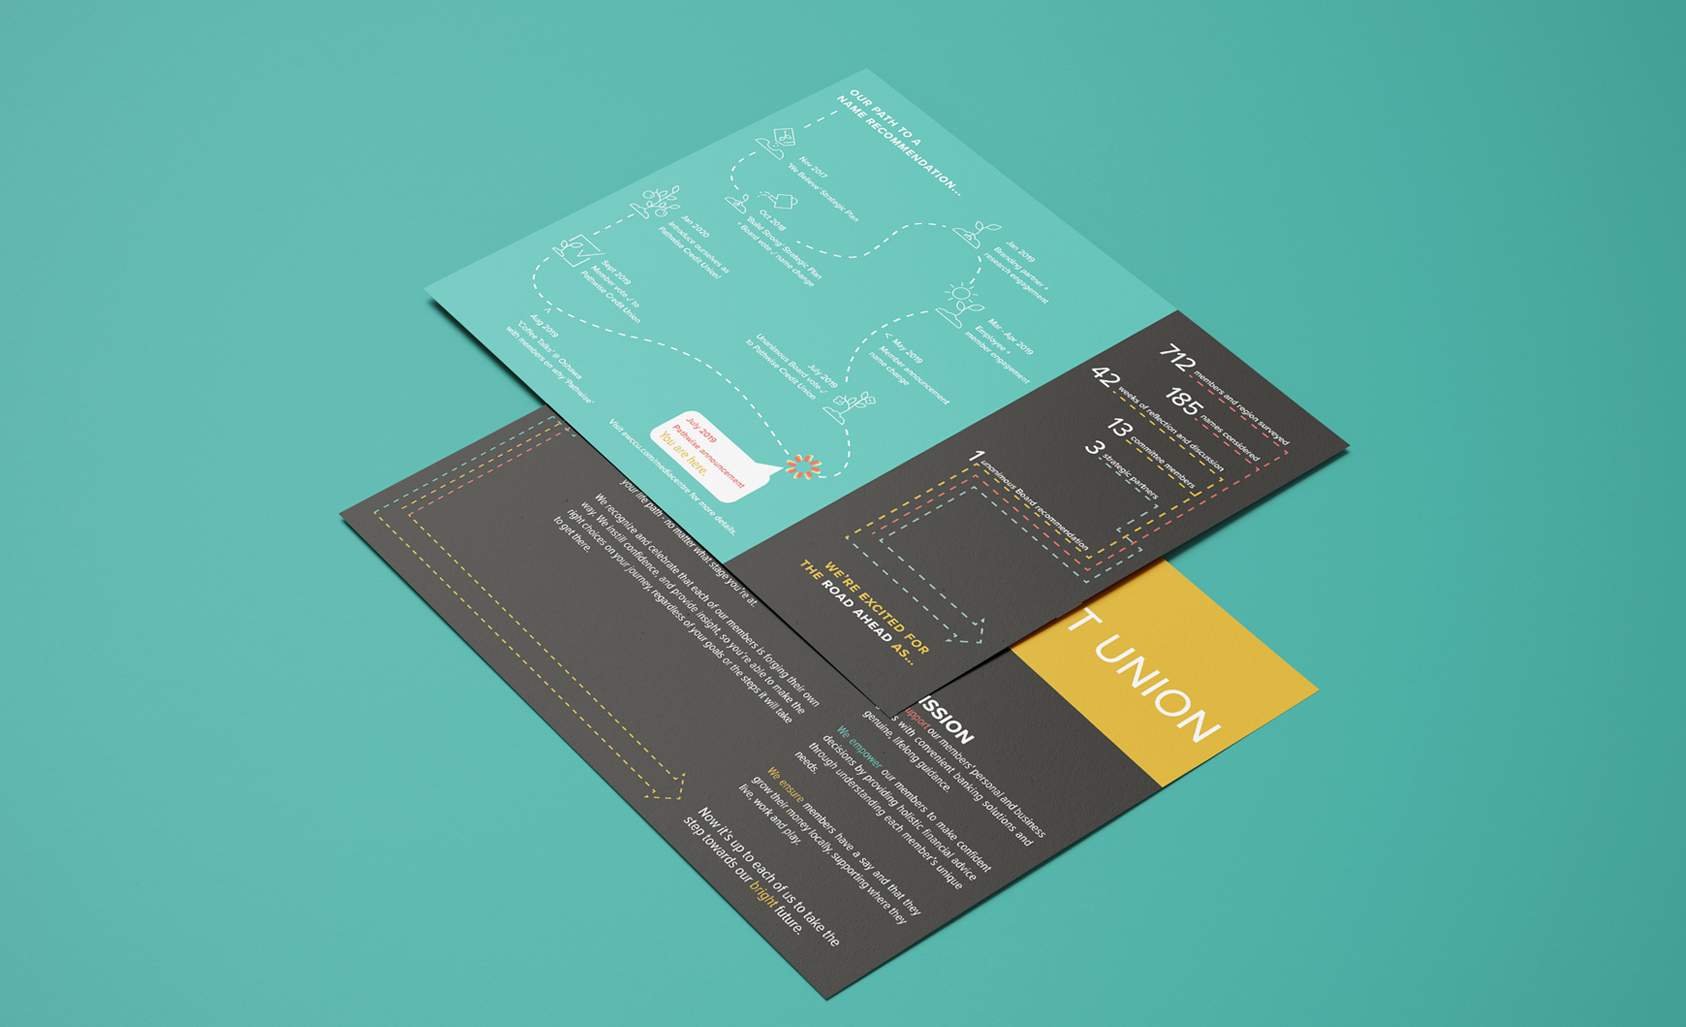 OUR PATH TO A
NAME RECOMMENDATION...
Nov 2017
'We Believe' Strategic Plan
Oct 2018
'Build Strong' Strategic Plan
+ Board vote √ name change
Jan 2019
Branding partner +
research engagement
Mar - Apr 2019
Employee +
member engagement
< May 2019
Member announcement
name change
July 2019
Unanimous Board vote √
to Pathwise Credit Union
July 2019
Pathwise announcement
You are here.
Aug 2019
'Coffee Talks' @ Oshawa
with members on why 'Pathwise'
Sept 2019
Member vote √ to
Pathwise Credit Union
Jan 2020
Introduce ourselves as
Pathwise Credit Union!
Visit awccu.com/mediacentre for more details.
712 members and region surveyed
185 names considered
42 weeks of reflection and discussion
13 committee members
3 strategic partners
1 unanimous Board recommendation
WE'RE EXCITED FOR
THE ROAD AHEAD AS...
T UNION
your life path - no matter what stage you're at.
We recognize and celebrate that each of our members is forging their own
way. We instill confidence, and provide insight, so you're able to make the
right choices on your journey, regardless of your goals or the steps it will take
to get there.
ISSION
upport our members' personal and business
s with convenient banking solutions and
genuine, lifelong guidance.
We empower our members to make confident
decisions by providing holistic financial advice
through understanding each member's unique
needs.
We ensure members have a say and that they
grow their money locally, supporting where they
live, work and play.
Now it's up to each of us to take the
step towards our bright future.